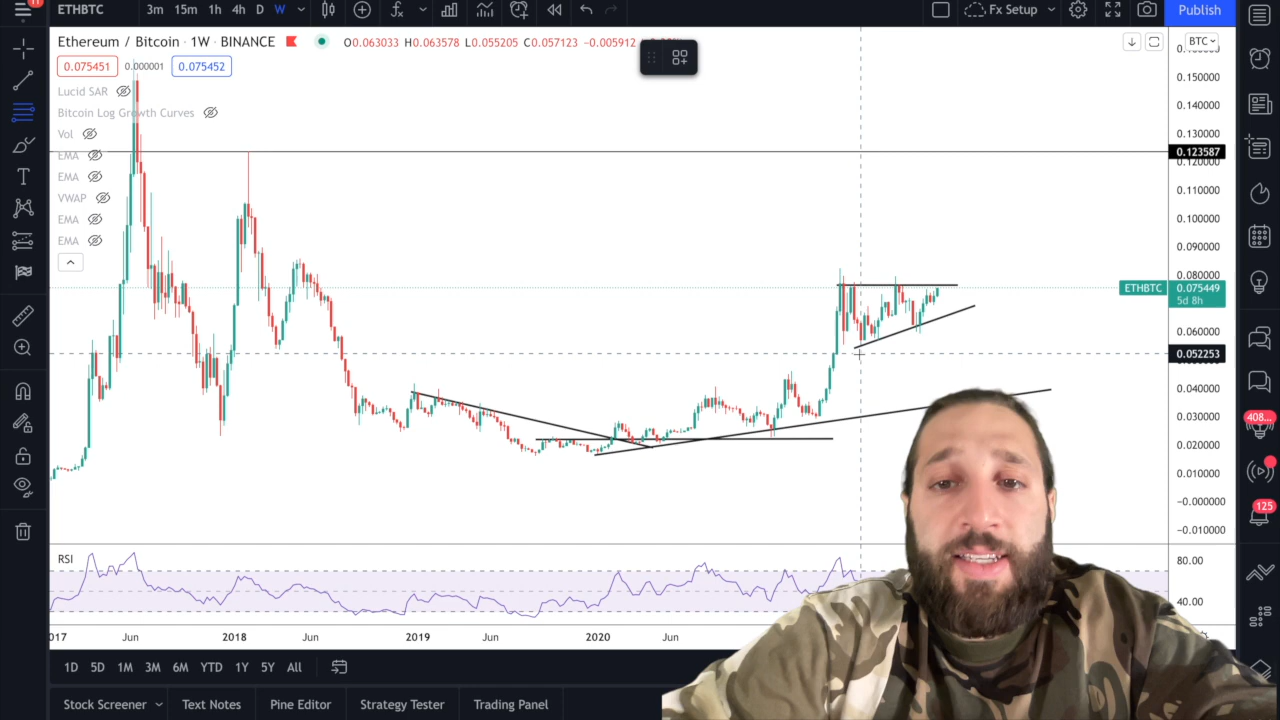 11
ETHBTC 3m 15m 1h 4h D W Fx Setup Publish
Ethereum / Bitcoin · 1W · BINANCE O0.063033 H0.063578 L0.055205 C0.057123 -0.005912
BTC
0.075451 0.000001 0.075452
Lucid SAR
Bitcoin Log Growth Curves
Vol
EMA
EMA
VWAP
EMA
EMA
0.150000
0.140000
0.130000
0.123587
0.120000
0.110000
0.100000
0.090000
0.080000
ETHBTC 0.075449
5d 8h
0.060000
0.052253
0.040000
0.030000
0.020000
0.010000
-0.000000
-0.010000
408...
125
RSI
80.00
40.00
017 Jun 2018 Jun 2019 Jun 2020 Jun
1D 5D 1M 3M 6M YTD 1Y 5Y All
Stock Screener Text Notes Pine Editor Strategy Tester Trading Panel